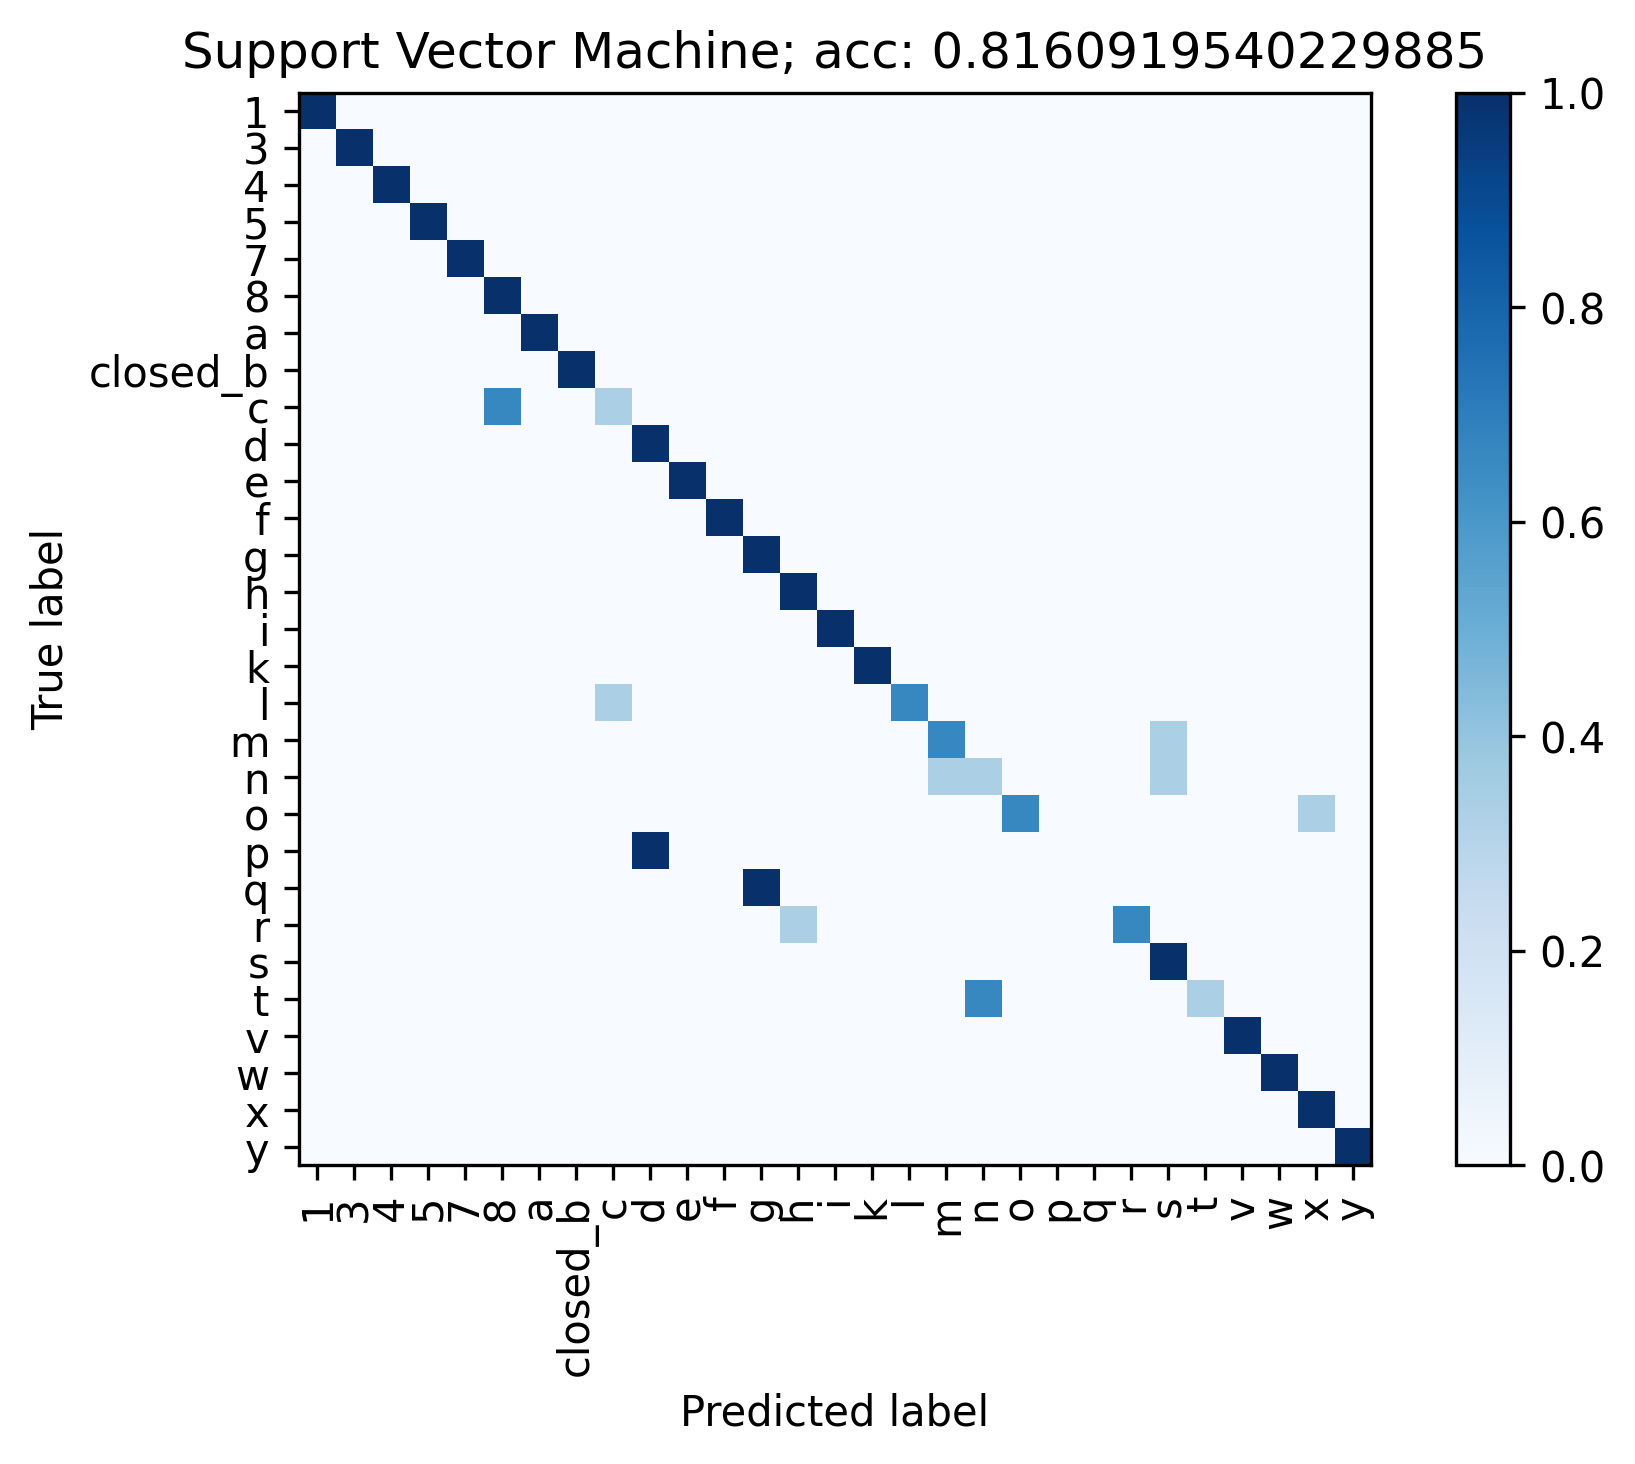 Support Vector Machine; acc: 0.8160919540229885
1
3
4
5
7
8
a
closed_b
c
d
e
f
g
h
i
k
l
m
n
o
p
q
r
s
t
v
w
x
y
True label
1 3 4 5 7 8 a closed_b c d e f g h i k l m n o p q r s t v w x y
Predicted label
1.0
0.8
0.6
0.4
0.2
0.0